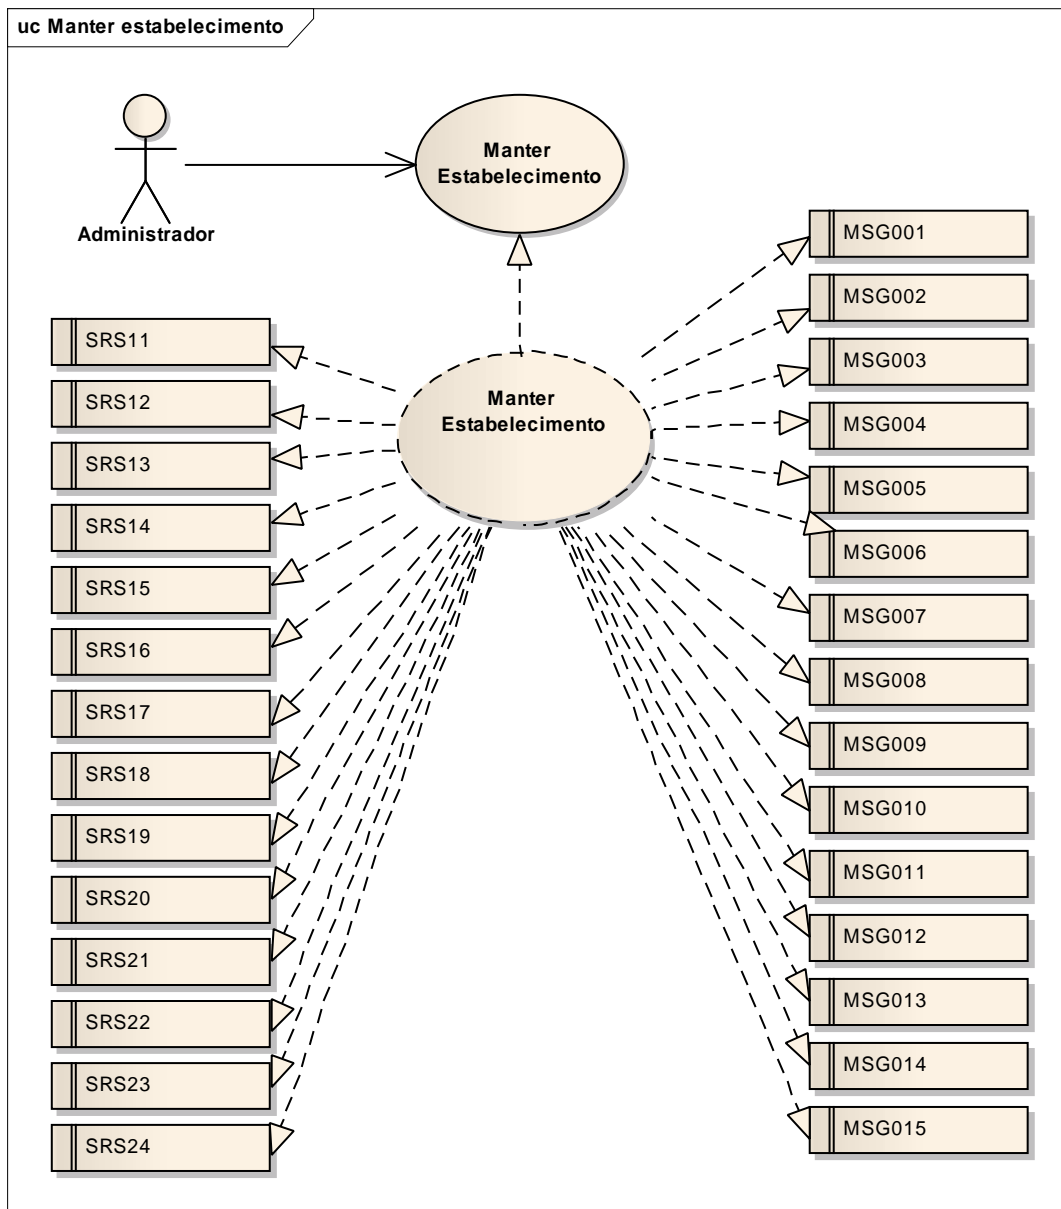 uc Manter estabelecimento
Manter
Estabelecimento
Administrador
Manter
Estabelecimento
SRS11
SRS12
SRS13
SRS14
SRS15
SRS16
SRS17
SRS18
SRS19
SRS20
SRS21
SRS22
SRS23
SRS24
MSG001
MSG002
MSG003
MSG004
MSG005
MSG006
MSG007
MSG008
MSG009
MSG010
MSG011
MSG012
MSG013
MSG014
MSG015